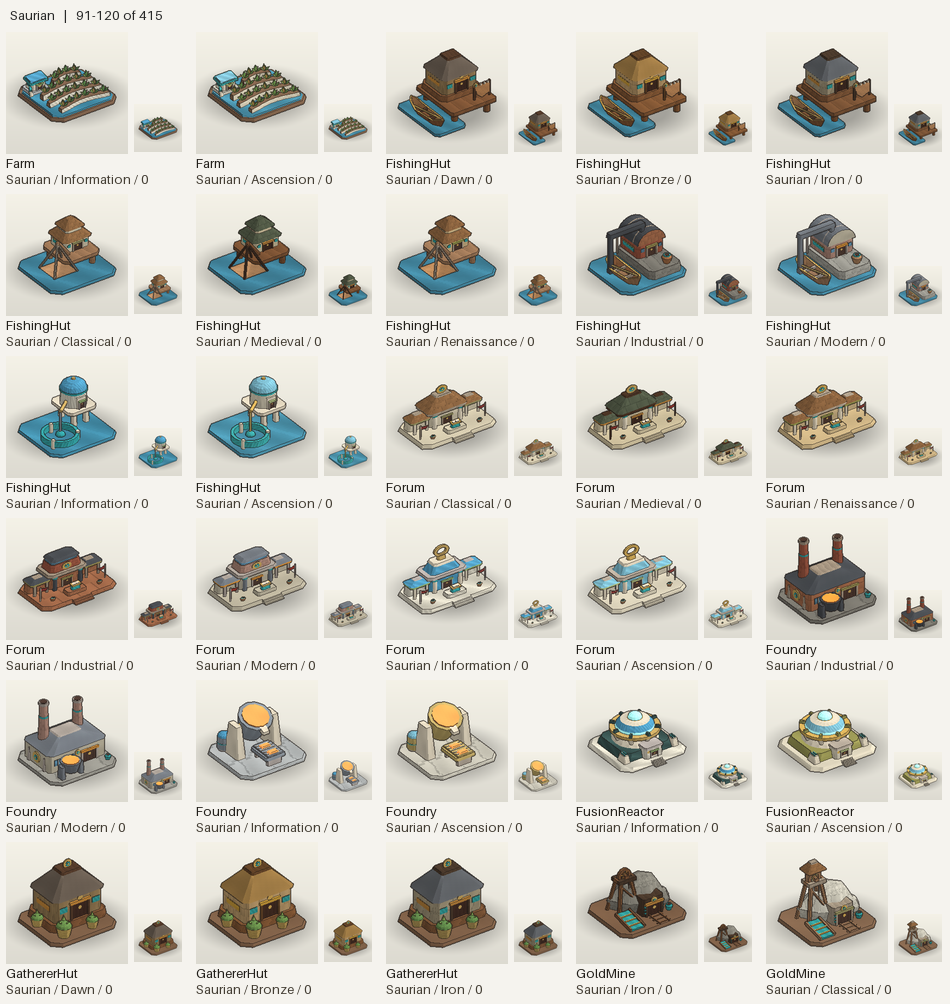 Saurian | 91-120 of 415
Farm
Saurian / Information / 0
Farm
Saurian / Ascension / 0
FishingHut
Saurian / Dawn / 0
FishingHut
Saurian / Bronze / 0
FishingHut
Saurian / Iron / 0
FishingHut
Saurian / Classical / 0
FishingHut
Saurian / Medieval / 0
FishingHut
Saurian / Renaissance / 0
FishingHut
Saurian / Industrial / 0
FishingHut
Saurian / Modern / 0
FishingHut
Saurian / Information / 0
FishingHut
Saurian / Ascension / 0
Forum
Saurian / Classical / 0
Forum
Saurian / Medieval / 0
Forum
Saurian / Renaissance / 0
Forum
Saurian / Industrial / 0
Forum
Saurian / Modern / 0
Forum
Saurian / Information / 0
Forum
Saurian / Ascension / 0
Foundry
Saurian / Industrial / 0
Foundry
Saurian / Modern / 0
Foundry
Saurian / Information / 0
Foundry
Saurian / Ascension / 0
FusionReactor
Saurian / Information / 0
FusionReactor
Saurian / Ascension / 0
GathererHut
Saurian / Dawn / 0
GathererHut
Saurian / Bronze / 0
GathererHut
Saurian / Iron / 0
GoldMine
Saurian / Iron / 0
GoldMine
Saurian / Classical / 0